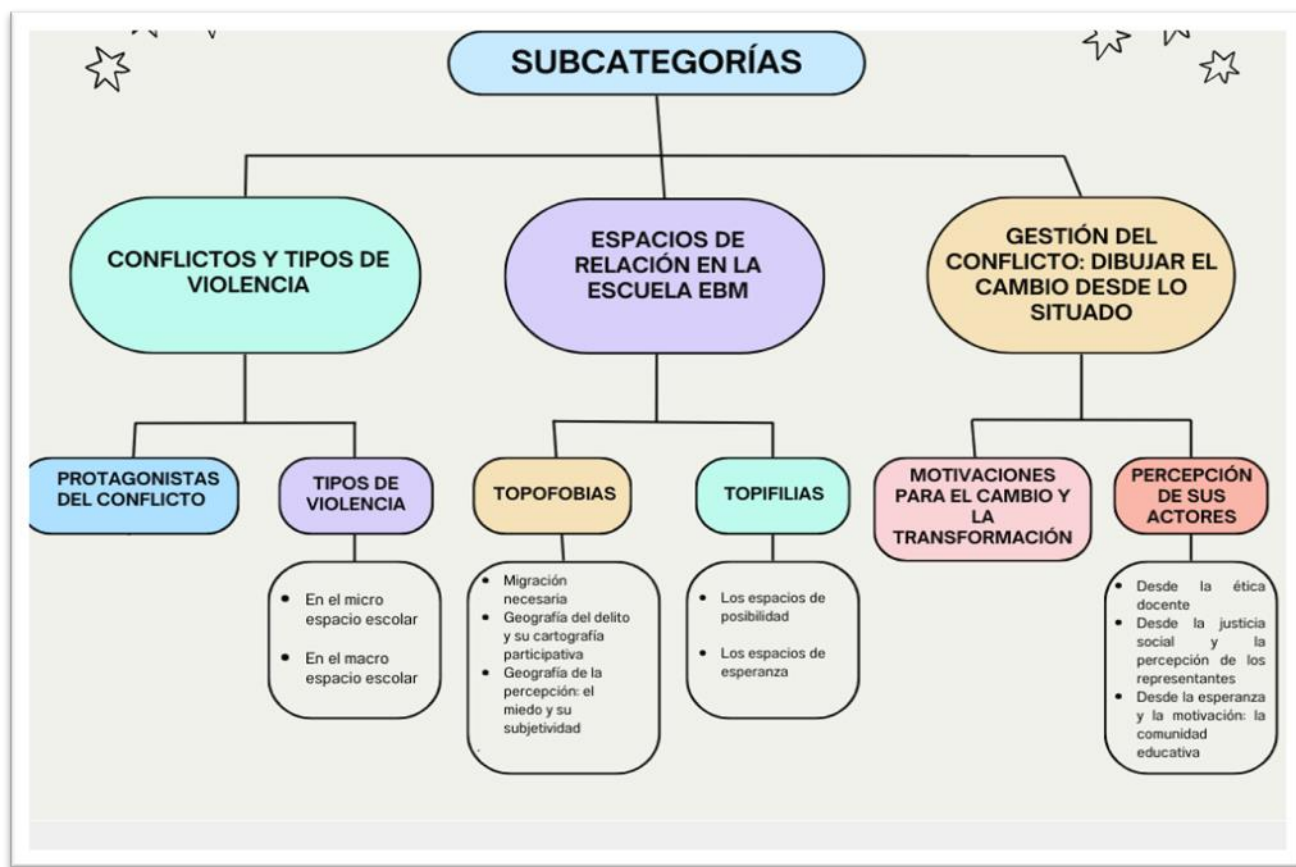 SUBCATEGORÍAS
CONFLICTOS Y TIPOS DE
VIOLENCIA
ESPACIOS DE
RELACIÓN EN LA
ESCUELA EBM
GESTIÓN DEL
CONFLICTO: DIBUJAR EL
CAMBIO DESDE LO
SITUADO
PROTAGONISTAS
DEL CONFLICTO
TIPOS DE
VIOLENCIA
• En el micro
espacio escolar
• En el macro
espacio escolar
TOPOFOBIAS
• Migración
necesaria
• Geografía del delito
y su cartografía
participativa
• Geografía de la
percepción: el
miedo y su
subjetividad
.
TOPIFILIAS
• Los espacios de
posibilidad
• Los espacios de
esperanza
MOTIVACIONES
PARA EL CAMBIO Y
LA
TRANSFORMACIÓN
PERCEPCIÓN
DE SUS
ACTORES
• Desde la ética
docente
• Desde la justicia
social y la
percepción de los
representantes
• Desde la esperanza
y la motivación: la
comunidad
educativa